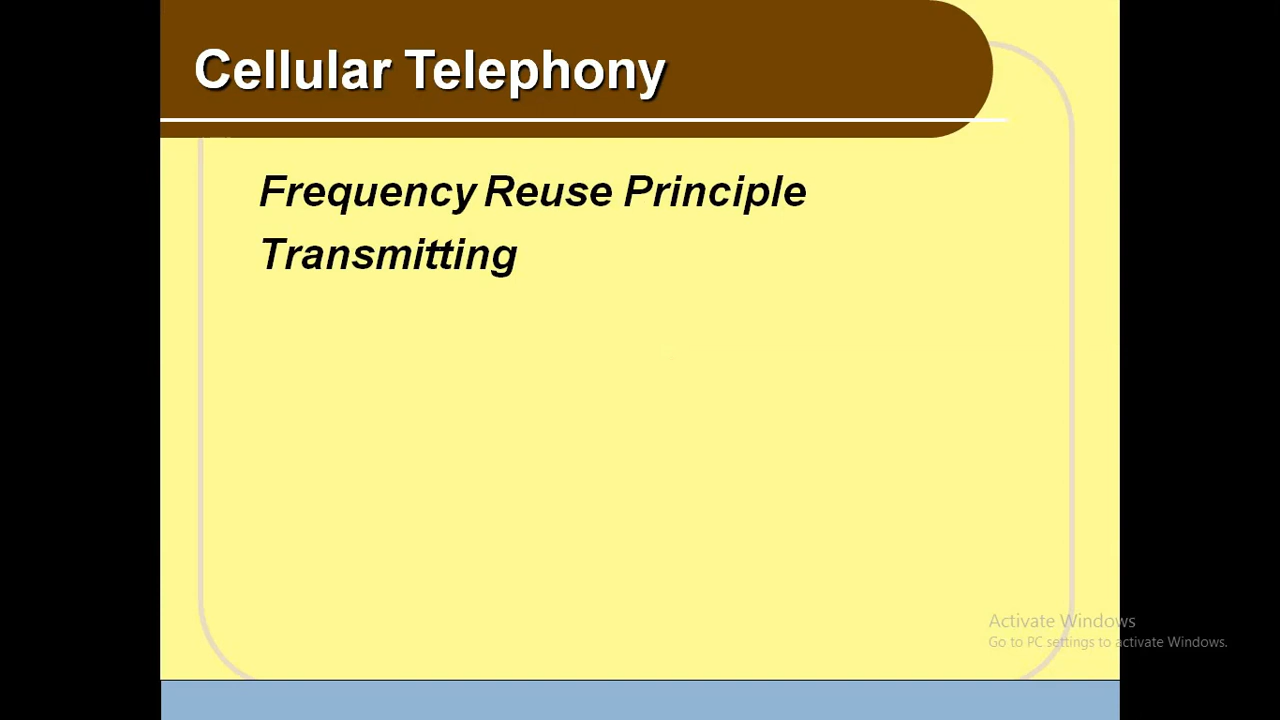 Cellular Telephony
Frequency Reuse Principle
Transmitting
Activate Windows
Go to PC settings to activate Windows.